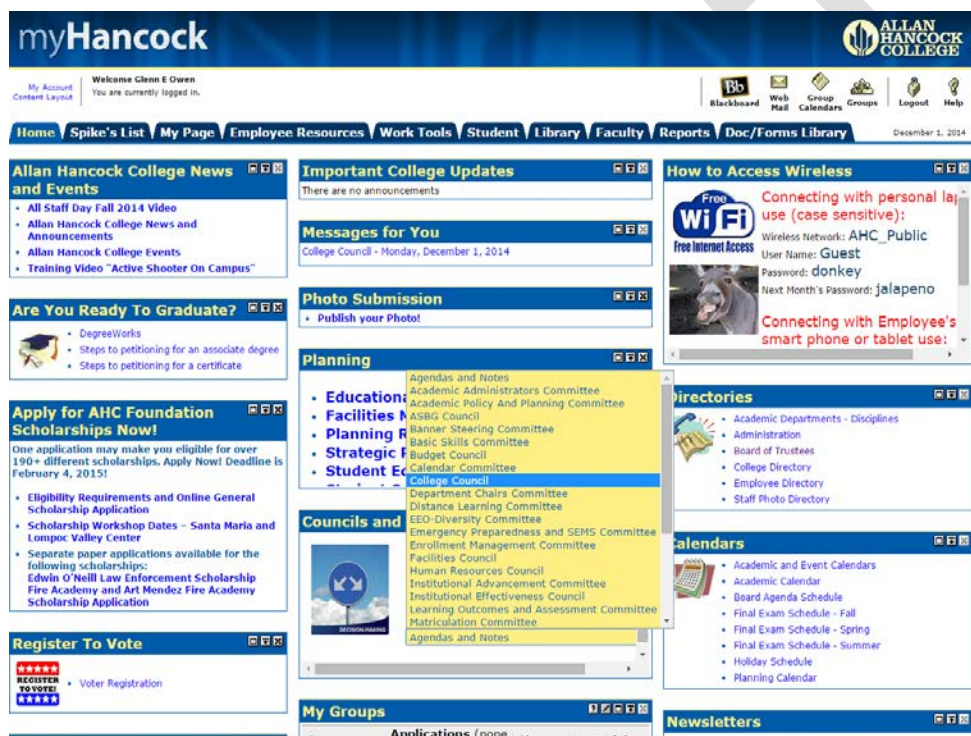 myHancock
ALLAN
HANCOCK
COLLEGE
My Account
Content Layout
Welcome Glenn E Owen
You are currently logged in.
Bb
Blackboard
Web
Mail
Group
Calendars
Groups
Logout
Help
Home
Spike's List
My Page
Employee Resources
Work Tools
Student
Library
Faculty
Reports
Doc/Forms Library
December 1, 2014
Allan Hancock College News
and Events
All Staff Day Fall 2014 Video
Allan Hancock College News and
Announcements
Allan Hancock College Events
Training Video "Active Shooter On Campus"
Are You Ready To Graduate?
DegreeWorks
Steps to petitioning for an associate degree
Steps to petitioning for a certificate
Apply for AHC Foundation
Scholarships Now!
One application may make you eligible for over
190+ different scholarships. Apply Now! Deadline is
February 4, 2015!
Eligibility Requirements and Online General
Scholarship Application
Scholarship Workshop Dates – Santa Maria and
Lompoc Valley Center
Separate paper applications available for the
following scholarships:
Edwin O'Neill Law Enforcement Scholarship
Fire Academy and Art Mendez Fire Academy
Scholarship Application
Register To Vote
REGISTER
TO VOTE!
Voter Registration
Important College Updates
There are no announcements
Messages for You
College Council - Monday, December 1, 2014
Photo Submission
Publish your Photo!
Planning
Educationa
Facilities M
Planning R
Strategic P
Student Ec
Agendas and Notes
Academic Administrators Committee
Academic Policy And Planning Committee
ASBG Council
Banner Steering Committee
Basic Skills Committee
Budget Council
Calendar Committee
College Council
Department Chairs Committee
Distance Learning Committee
EEO-Diversity Committee
Emergency Preparedness and SEMS Committee
Enrollment Management Committee
Facilities Council
Human Resources Council
Institutional Advancement Committee
Institutional Effectiveness Council
Learning Outcomes and Assessment Committee
Matriculation Committee
Agendas and Notes
Councils and
DECISION-MAKING
My Groups
Applications (none
How to Access Wireless
Free
Wi Fi
Free Internet Access
Connecting with personal lap
use (case sensitive):
Wireless Network: AHC_Public
User Name: Guest
Password: donkey
Next Month's Password: jalapeno
Connecting with Employee's
smart phone or tablet use:
Directories
Academic Departments - Disciplines
Administration
Board of Trustees
College Directory
Employee Directory
Staff Photo Directory
Calendars
Academic and Event Calendars
Academic Calendar
Board Agenda Schedule
Final Exam Schedule - Fall
Final Exam Schedule - Spring
Final Exam Schedule - Summer
Holiday Schedule
Planning Calendar
Newsletters